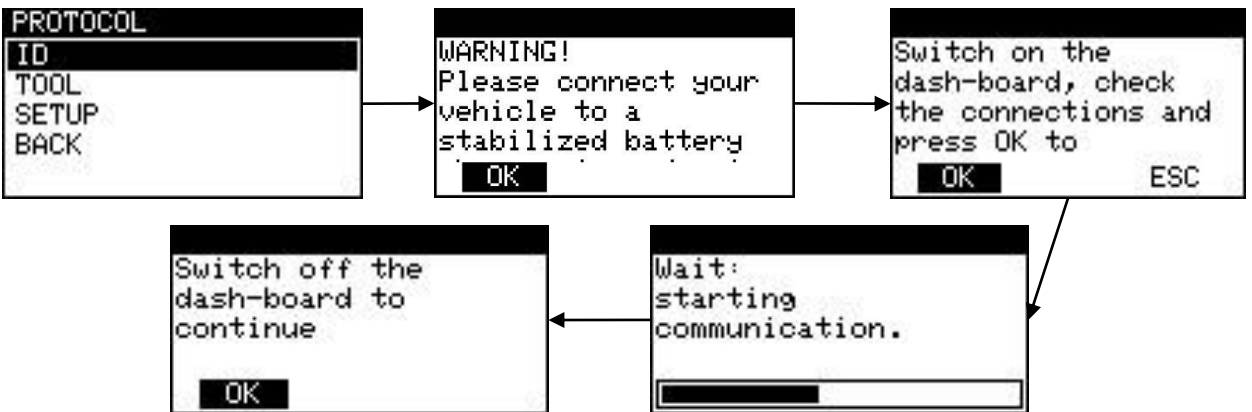 PROTOCOL
ID
TOOL
SETUP
BACK
WARNING!
Please connect your
vehicle to a
stabilized battery
OK
Switch on the
dash-board, check
the connections and
press OK to
OK ESC
Wait:
starting
communication.
Switch off the
dash-board to
continue
OK